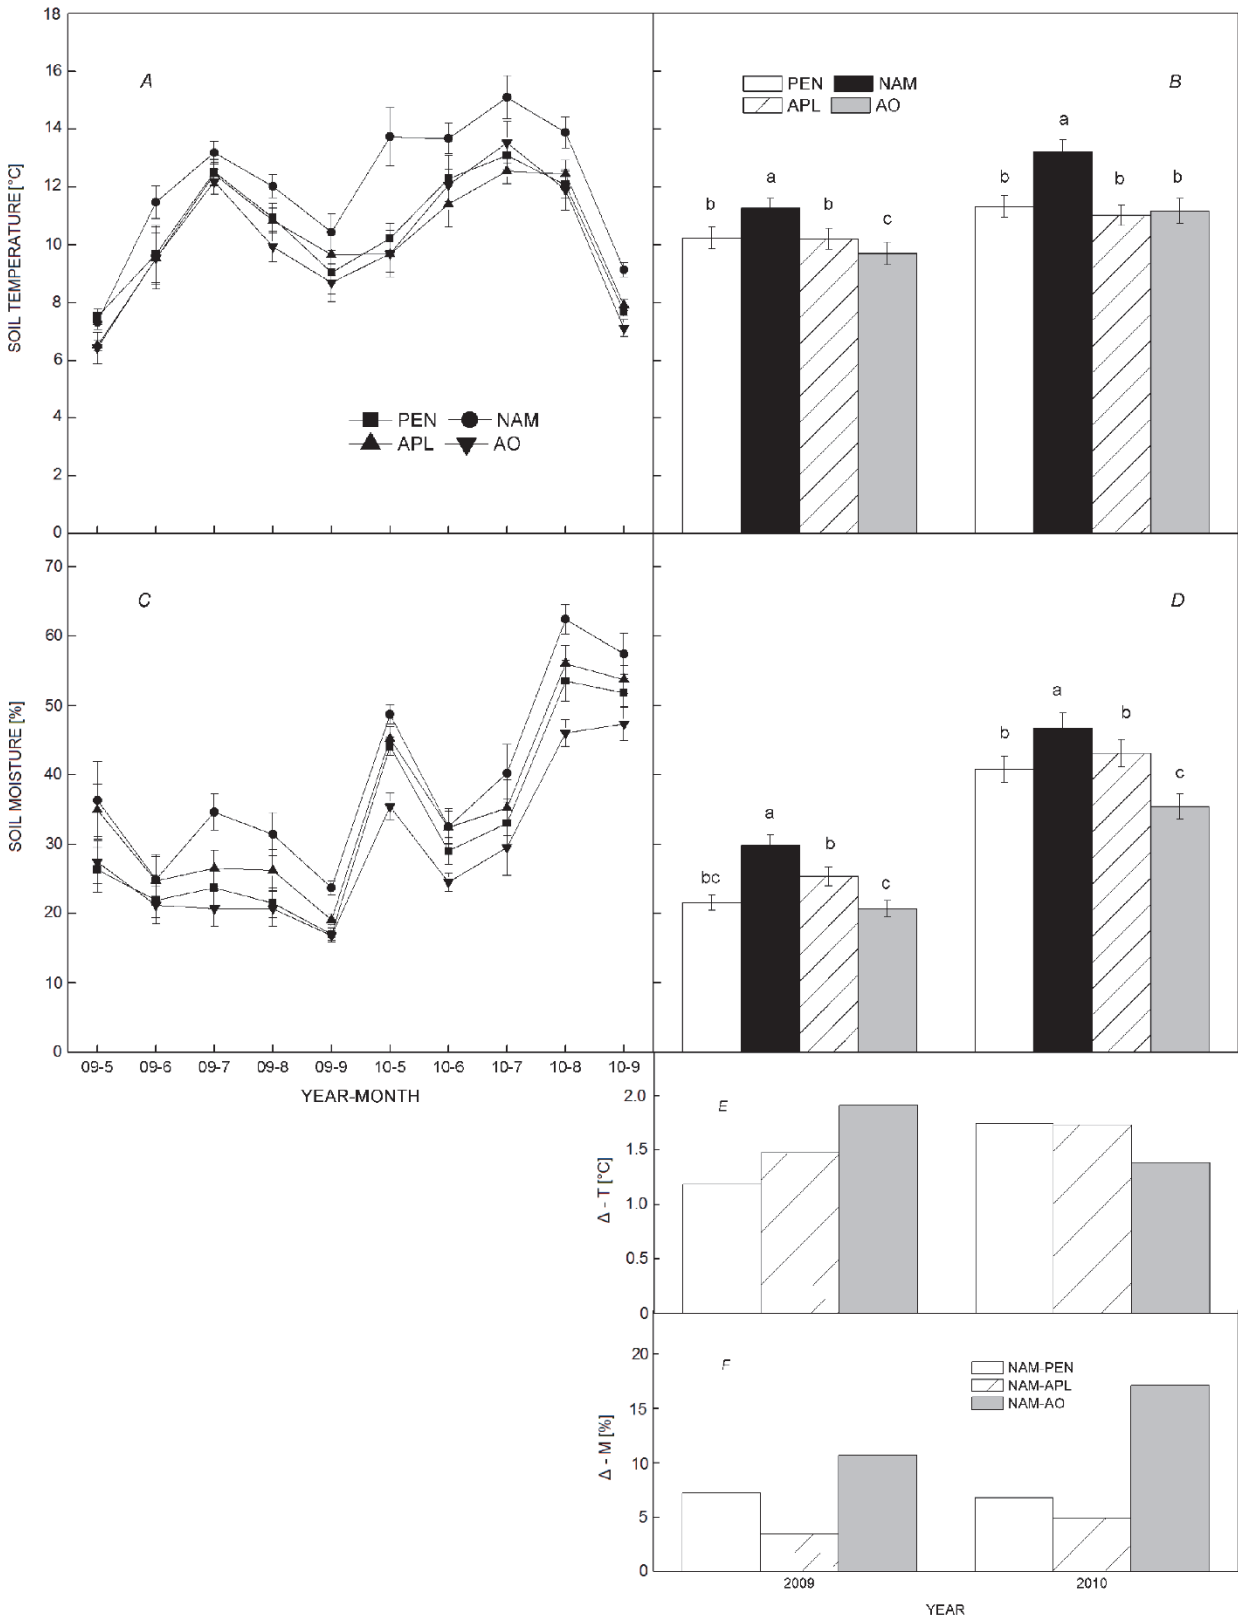 18
16
14
12
10
8
6
4
2
0
SOIL TEMPERATURE [°C]
A
PEN NAM
APL AO
B
PEN NAM
APL AO
b a b c
b a b b
70
60
50
40
30
20
10
0
SOIL MOISTURE [%]
C
09-5 09-6 09-7 09-8 09-9 10-5 10-6 10-7 10-8 10-9
YEAR-MONTH
D
bc a b c
b a b c
2.0
1.5
1.0
0.5
0
Δ - T [°C]
E
20
15
10
5
0
Δ - M [%]
F
NAM-PEN
NAM-APL
NAM-AO
2009 2010
YEAR